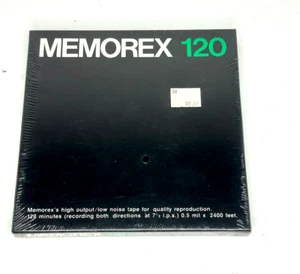 MEMOREX 120
Memorex's high output/low noise tape for quality reproduction.
128 minutes (recording both directions at 7½ i.p.s.) 0.5 mil x 2400 feet.